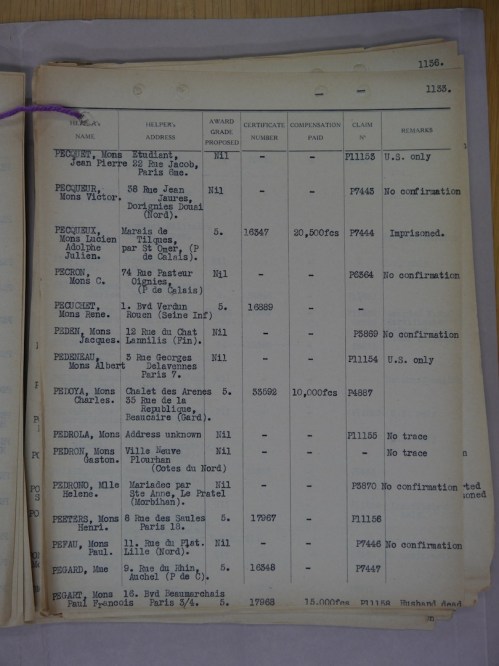 1136.
1135.
HELPER's NAME HELPER's ADDRESS AWARD GRADE PROPOSED CERTIFICATE NUMBER COMPENSATION PAID CLAIM Nº REMARKS
PECQUET, Mons Etudiant, Nil - - P11153 U.S. only
Jean Pierre 22 Rue Jacob,
Paris 6ac.
PECQUEUR, 58 Rue Jean Nil - - P7443 No confirmation
Mons Victor. Jaures,
Dorignies Douai
(Nord).
PECQUEUX, Marais de 5. 16347 20,500fcs P7444 Imprisoned.
Mons Lucien Tilques,
Adolphe par St Omer, (P
Julien. de Calais).
PECRON, 74 Rue Pasteur Nil - - P6364 No confirmation
Mons C. Oignies,
(P de Calais)
PECUCHET, 1. Bvd Verdun 5. 16889 - -
Mons Rene. Rouen (Seine Inf)
PEDEN, Mons 12 Rue du Chat Nil - - P3869 No confirmation
Jacques. Lannilis (Fin).
PEDENEAU, 3 Rue Georges Nil - - P11154 U.S. only
Mons Albert Delavennes
Paris 7.
PEDOYA, Mons Chalet des Arenes 5. 33592 10,000fcs P4887
Charles. 35 Rue de la
Republique,
Beaucaire (Gard).
PEDROLA, Mons Address unknown Nil - - P11155 No trace
PEDRON, Mons Ville Neuve Nil - - - No trace
Gaston. Plourhan
(Cotes du Nord)
PEDRONO, Mlle Mariadec par Nil - - P3870 No confirmation
Helene. Ste Anne, Le Pratel
(Morbihan).
PEETERS, Mons 8 Rue des Saules 5. 17967 - P11156
Henri. Paris 18.
PEFAU, Mons 11. Rue du Plat. Nil - - P7446 No confirmation
Paul. Lille (Nord).
PEGARD, Mme 9. Rue du Rhin, 5. 16348 - P7447
Auchel (P de C).
PEGART, Mons 16. Bvd Beaumarchais
Paul Francois Paris 3/4. 5. 17968 15.000fcs P11158 Husband dead